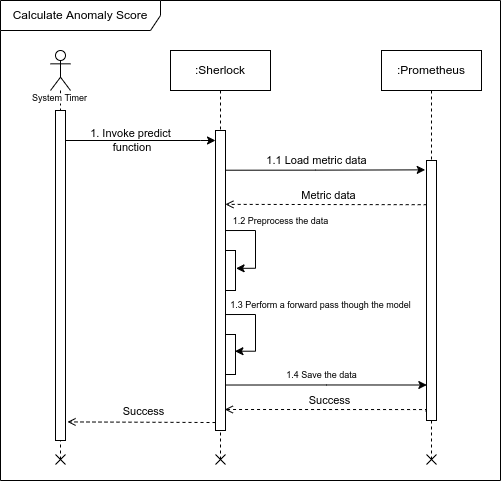 Calculate Anomaly Score
:Sherlock
:Prometheus
System Timer
1. Invoke predict
function
1.1 Load metric data
Metric data
1.2 Preprocess the data
1.3 Perform a forward pass though the model
1.4 Save the data
Success
Success